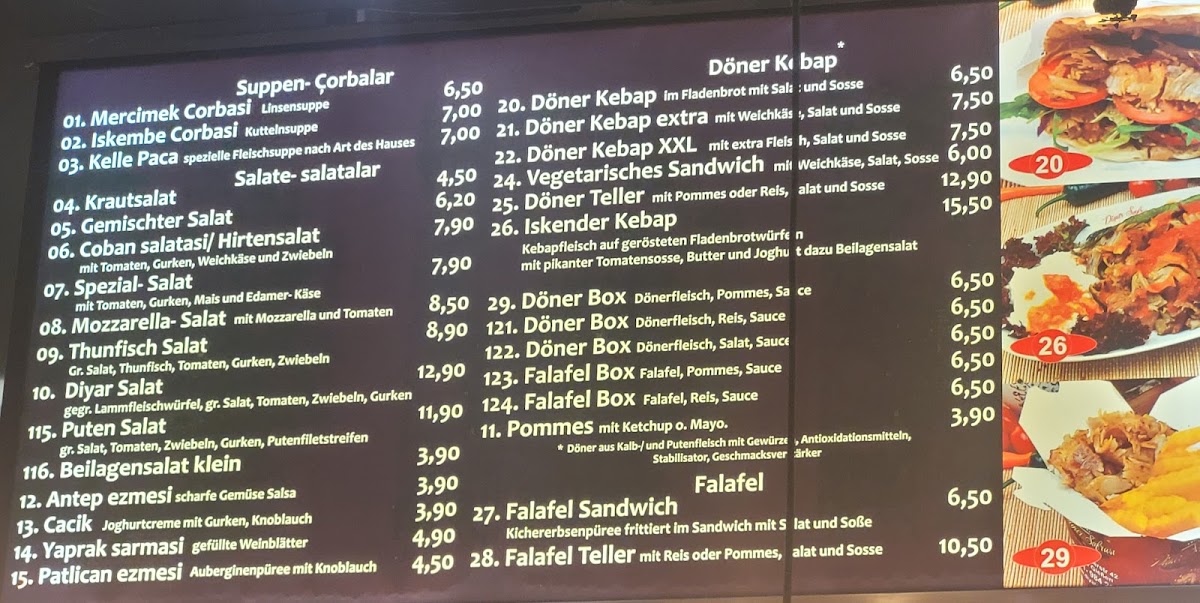 Suppen- Çorbalar
01. Mercimek Corbasi Linsensuppe 6,50
02. Iskembe Corbasi Kuttelnsuppe 7,00
03. Kelle Paca spezielle Fleischsuppe nach Art des Hauses 7,00
Salate- salatalar
04. Krautsalat 4,50
05. Gemischter Salat 6,20
06. Coban salatasi/ Hirtensalat 7,90
mit Tomaten, Gurken, Weichkäse und Zwiebeln
07. Spezial- Salat 7,90
mit Tomaten, Gurken, Mais und Edamer- Käse
08. Mozzarella- Salat mit Mozzarella und Tomaten 8,50
09. Thunfisch Salat 8,90
Gr. Salat, Thunfisch, Tomaten, Gurken, Zwiebeln
10. Diyar Salat 12,90
gegr. Lammfleischwürfel, gr. Salat, Tomaten, Zwiebeln, Gurken
115. Puten Salat 11,90
gr. Salat, Tomaten, Zwiebeln, Gurken, Putenfiletstreifen
116. Beilagensalat klein 3,90
12. Antep ezmesi scharfe Gemüse Salsa 3,90
13. Cacik Joghurtcreme mit Gurken, Knoblauch 3,90
14. Yaprak sarmasi gefüllte Weinblätter 4,90
15. Patlican ezmesi Auberginenpüree mit Knoblauch 4,50
Döner Kebap*
20. Döner Kebap im Fladenbrot mit Salat und Sosse 6,50
21. Döner Kebap extra mit Weichkäse, Salat und Sosse 7,50
22. Döner Kebap XXL mit extra Fleisch, Salat und Sosse 7,50
24. Vegetarisches Sandwich mit Weichkäse, Salat, Sosse 6,00
25. Döner Teller mit Pommes oder Reis, Salat und Sosse 12,90
26. Iskender Kebap 15,50
Kebapfleisch auf gerösteten Fladenbrotwürfeln
mit pikanter Tomatensosse, Butter und Joghurt dazu Beilagensalat
29. Döner Box Dönerfleisch, Pommes, Sauce 6,50
121. Döner Box Dönerfleisch, Reis, Sauce 6,50
122. Döner Box Dönerfleisch, Salat, Sauce 6,50
123. Falafel Box Falafel, Pommes, Sauce 6,50
124. Falafel Box Falafel, Reis, Sauce 6,50
11. Pommes mit Ketchup o. Mayo. 3,90
* Döner aus Kalb-/ und Putenfleisch mit Gewürzen, Antioxidationsmitteln,
Stabilisator, Geschmacksverstärker
Falafel
27. Falafel Sandwich 6,50
Kichererbsenpüree frittiert im Sandwich mit Salat und Soße
28. Falafel Teller mit Reis oder Pommes, Salat und Sosse 10,50
20
26
29